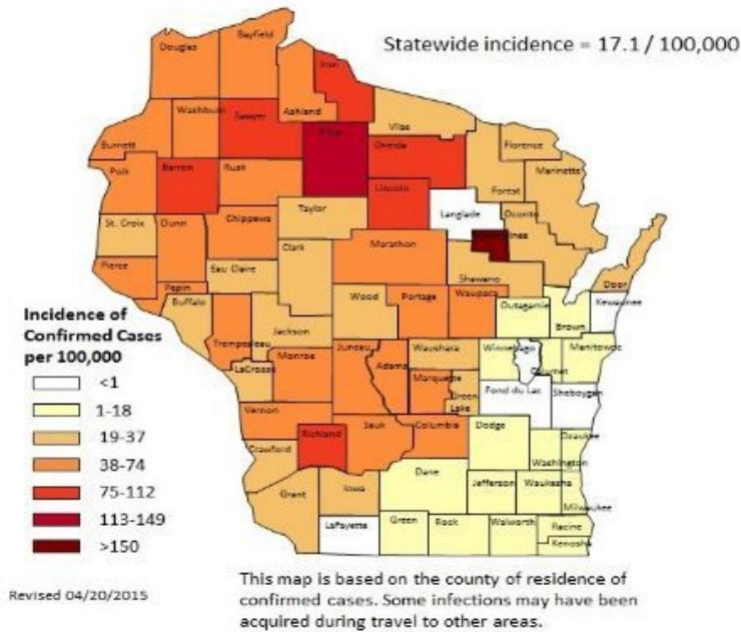 Statewide incidence = 17.1 / 100,000
Bayfield
Douglas
Iron
Ashland
Washburn
Sawyer
Vilas
Burnett
Oneida
Florence
Marinette
Polk
Barron
Rusk
Forest
Lincoln
Langlade
Oconto
Taylor
St. Croix
Dunn
Chippewa
Marathon
Clark
Pierce
Eau Claire
Shawano
Pepin
Door
Buffalo
Wood
Portage
Waupaca
Outagamie
Kewaunee
Brown
Trempealeau
Jackson
Juneau
Waushara
Winnebago
Manitowoc
Adams
Monroe
LaCrosse
Marquette
Green
Lake
Fond du Lac
Sheboygan
Vernon
Richland
Sauk
Columbia
Dodge
Ozaukee
Washington
Crawford
Dane
Iowa
Grant
Jefferson
Waukesha
Milwaukee
LaFayette
Green
Rock
Walworth
Racine
Kenosha
Incidence of
Confirmed Cases
per 100,000
<1
1-18
19-37
38-74
75-112
113-149
>150
Revised 04/20/2015
This map is based on the county of residence of
confirmed cases. Some infections may have been
acquired during travel to other areas.